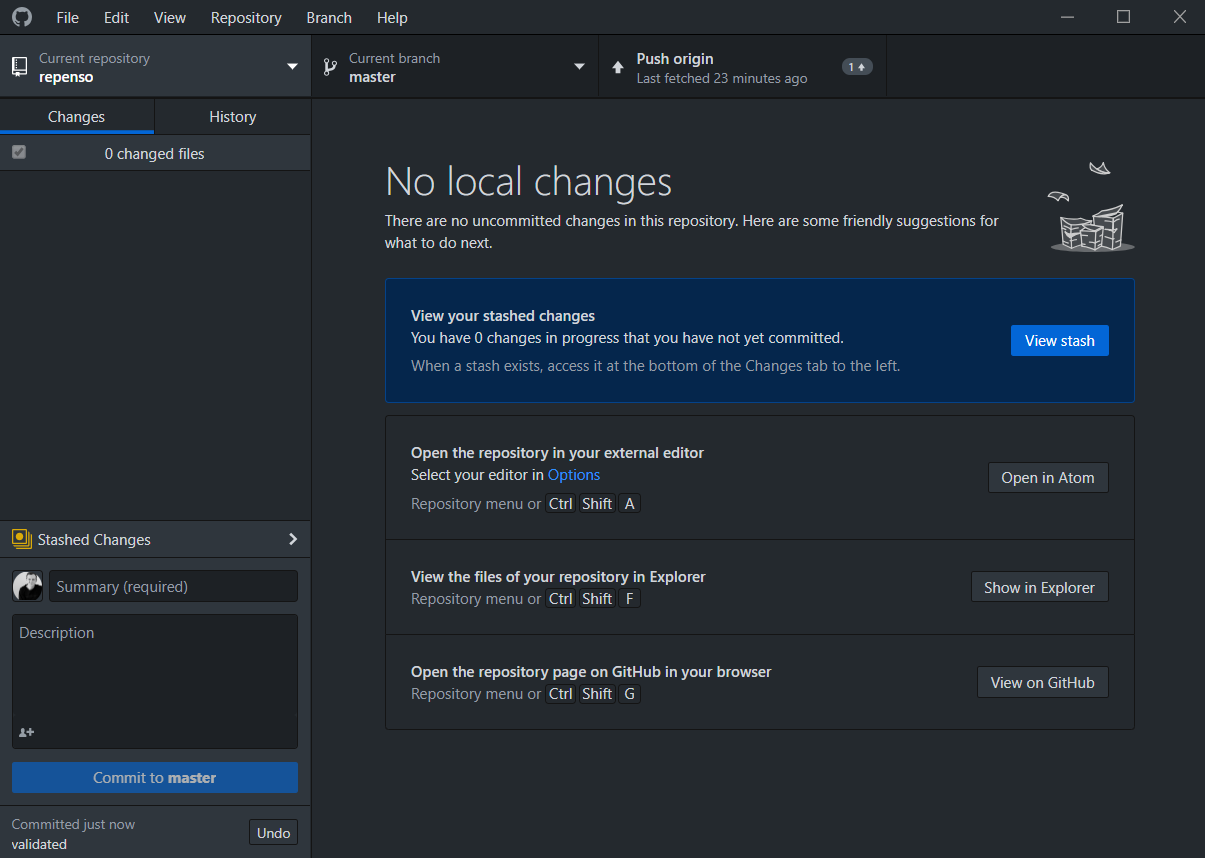 File Edit View Repository Branch Help
Current repository
repenso
Current branch
master
Push origin
Last fetched 23 minutes ago
1
Changes
History
0 changed files
No local changes
There are no uncommitted changes in this repository. Here are some friendly suggestions for
what to do next.
View your stashed changes
You have 0 changes in progress that you have not yet committed.
When a stash exists, access it at the bottom of the Changes tab to the left.
View stash
Open the repository in your external editor
Select your editor in Options
Repository menu or Ctrl Shift A
Open in Atom
View the files of your repository in Explorer
Repository menu or Ctrl Shift F
Show in Explorer
Open the repository page on GitHub in your browser
Repository menu or Ctrl Shift G
View on GitHub
Stashed Changes
Summary (required)
Description
Commit to master
Committed just now
validated
Undo